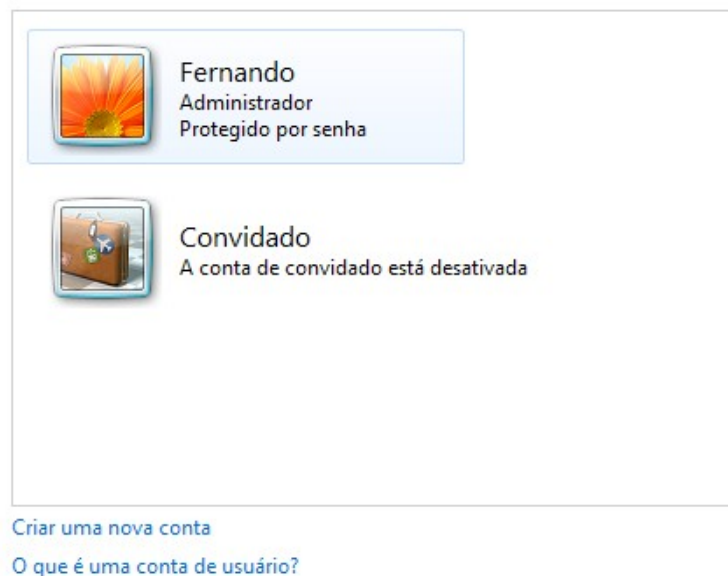 Fernando
Administrador
Protegido por senha
Convidado
A conta de convidado está desativada
Criar uma nova conta
O que é uma conta de usuário?